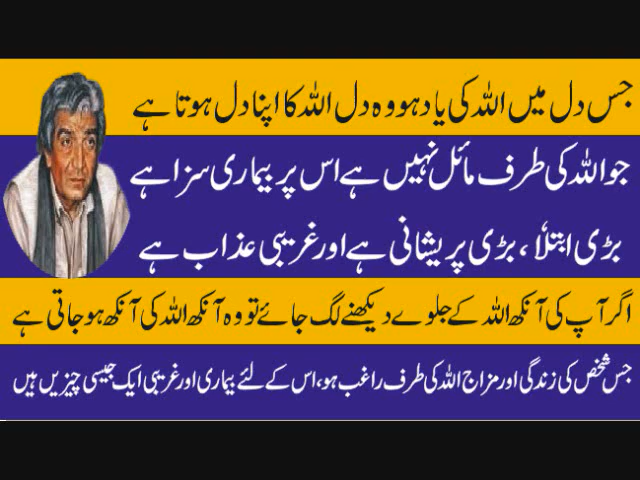 جس دل میں اللہ کی یاد ہو وہ دل اللہ کا اپنا دل ہوتا ہے
جو اللہ کی طرف مائل نہیں ہے اس پر بیماری سزا ہے
بڑی ابتلاٗ ، بڑی پریشانی ہے اور غریبی عذاب ہے
اگر آپ کی آنکھ اللہ کے جلوے دیکھنے لگ جائے تو وہ آنکھ اللہ کی آنکھ ہو جاتی ہے
جس شخص کی زندگی اور مزاج اللہ کی طرف راغب ہو، اس کے لئے بیماری اور غریبی ایک جیسی چیزیں ہیں